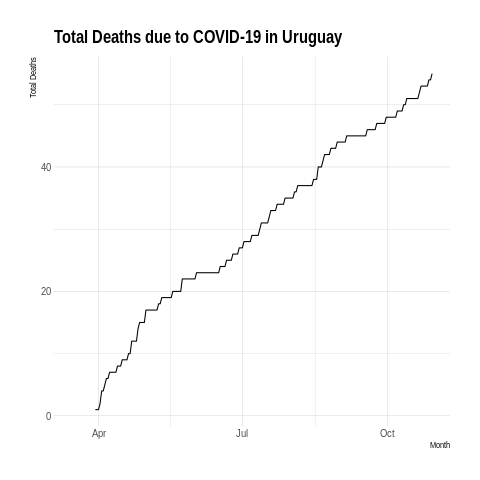 Total Deaths due to COVID-19 in Uruguay
Total Deaths
40
20
0
Apr
Jul
Oct
Month